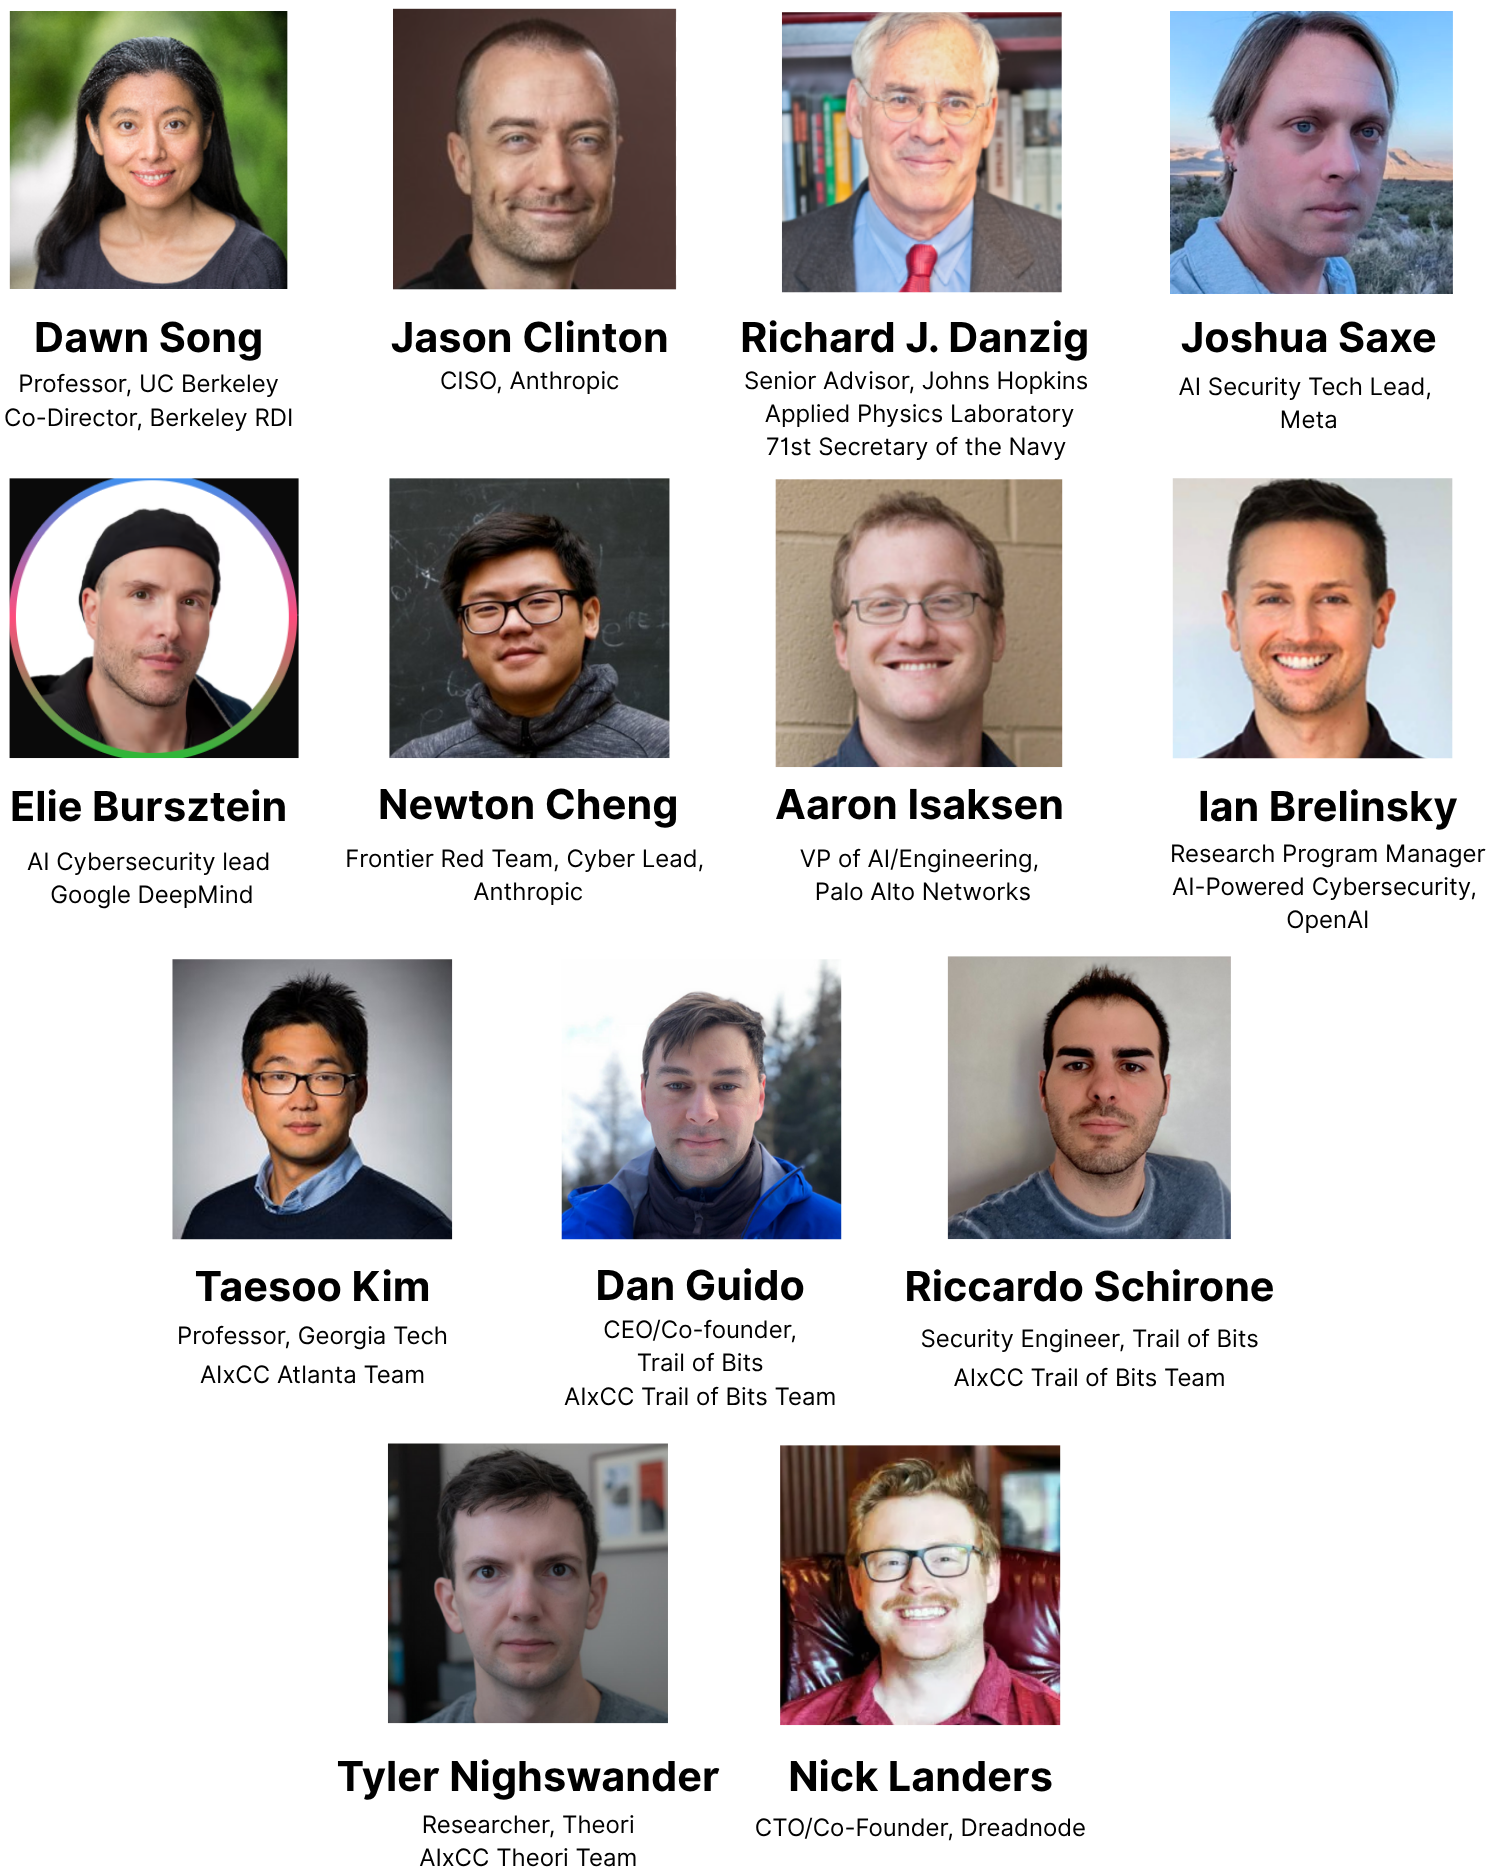 Dawn Song
Professor, UC Berkeley
Co-Director, Berkeley RDI
Jason Clinton
CISO, Anthropic
Richard J. Danzig
Senior Advisor, Johns Hopkins
Applied Physics Laboratory
71st Secretary of the Navy
Joshua Saxe
AI Security Tech Lead,
Meta
Elie Bursztein
AI Cybersecurity lead
Google DeepMind
Newton Cheng
Frontier Red Team, Cyber Lead,
Anthropic
Aaron Isaksen
VP of AI/Engineering,
Palo Alto Networks
Ian Brelinsky
Research Program Manager
AI-Powered Cybersecurity,
OpenAI
Taesoo Kim
Professor, Georgia Tech
AIxCC Atlanta Team
Dan Guido
CEO/Co-founder,
Trail of Bits
AIxCC Trail of Bits Team
Riccardo Schirone
Security Engineer, Trail of Bits
AIxCC Trail of Bits Team
Tyler Nighswander
Researcher, Theori
AIxCC Theori Team
Nick Landers
CTO/Co-Founder, Dreadnode